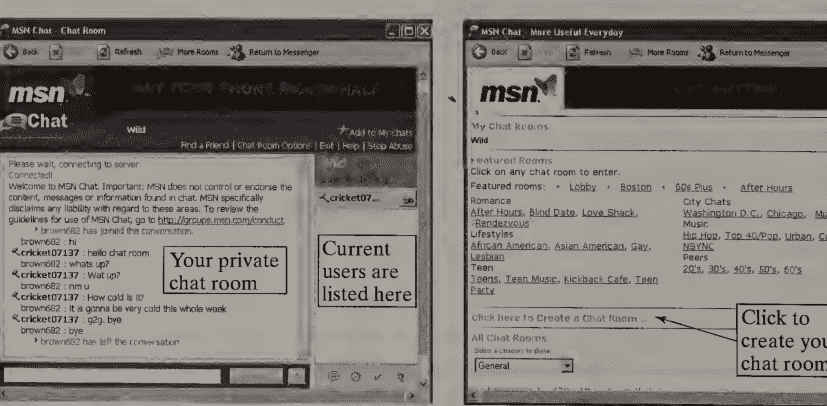 MSN Chat - Chat Room
Back
Refresh
More Rooms
Return to Messenger
msn
Chat
Wild
Add to My Chats
Find a Friend | Chat Room Options | Exit | Help | Stop Abuse
Please wait, connecting to server.
Connected!
Welcome to MSN Chat. Important: MSN does not control or endorse the
content, messages or information found in chat. MSN specifically
disclaims any liability with regard to these areas. To review the
guidelines for use of MSN Chat, go to http://groups.msn.com/conduct
brown682 has joined the conversation.
brown682 : hi
cricket07137 : hello chat room
brown682 : whats up?
cricket07137 : Wat up?
brown682 : nm u
cricket07137 : How cold is it?
brown682 : It is gonna be very cold this whole week
cricket07137 : g2g. bye
brown682 : bye
brown682 has left the conversation
Your private
chat room
cricket07...
Current
users are
listed here
MSN Chat - More Useful Everyday
Back
Refresh
More Rooms
Return to Messenger
msn
My Chat Rooms
Wild
Featured Rooms
Click on any chat room to enter.
Featured rooms: • Lobby • Boston • 50s Plus • After Hours
Romance
After Hours, Blind Date, Love Shack,
Rendezvous
Lifestyles
African American, Asian American, Gay,
Lesbian
Teen
Teens, Teen Music, Kickback Cafe, Teen
Party
City Chats
Washington D.C., Chicago, Mu
Music
Hip Hop, Top 40/Pop, Urban, Co
NSYNC
Peers
20's, 30's, 40's, 50's, 60's
Click here to Create a Chat Room ..
All Chat Rooms
Select a category to show:
General
Click to
create you
chat room